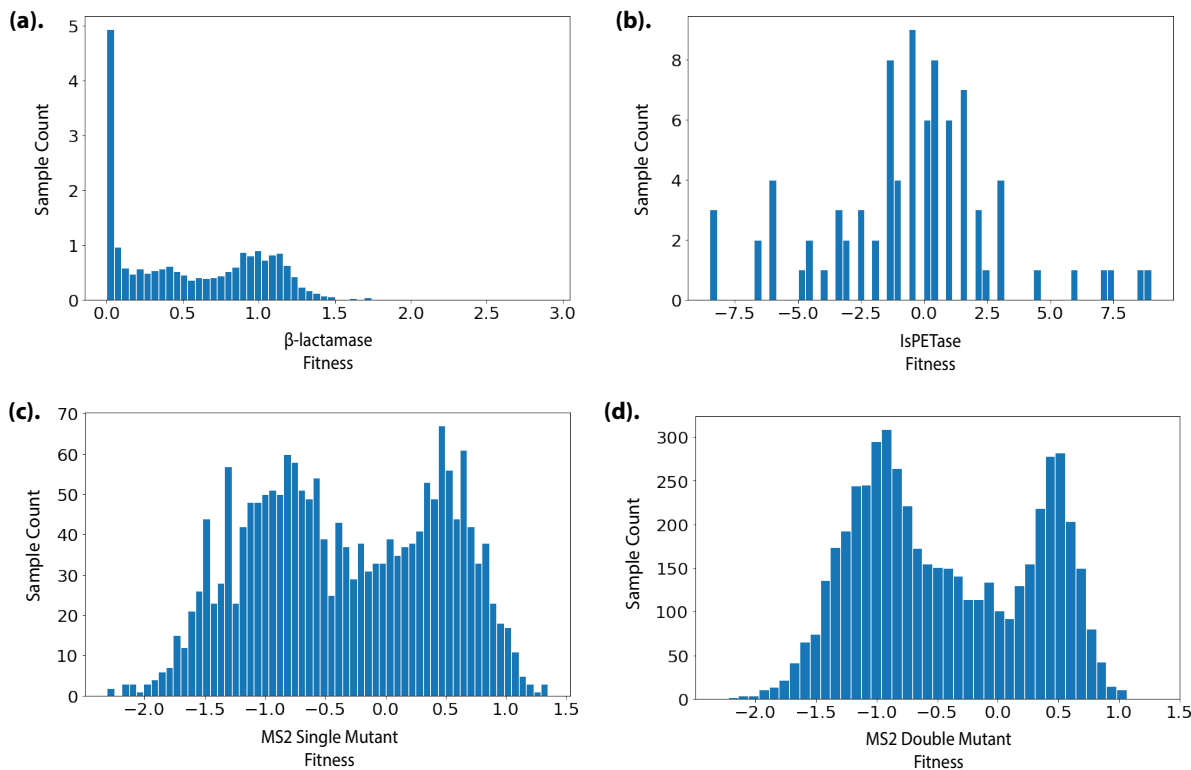 (a).
5
4
3
2
1
0
Sample Count
0.0 0.5 1.0 1.5 2.0 2.5 3.0
β-lactamase
Fitness
(b).
8
6
4
2
0
Sample Count
−7.5 −5.0 −2.5 0.0 2.5 5.0 7.5
IsPETase
Fitness
(c).
70
60
50
40
30
20
10
0
Sample Count
−2.0 −1.5 −1.0 −0.5 0.0 0.5 1.0 1.5
MS2 Single Mutant
Fitness
(d).
300
250
200
150
100
50
0
Sample Count
−2.0 −1.5 −1.0 −0.5 0.0 0.5 1.0 1.5
MS2 Double Mutant
Fitness